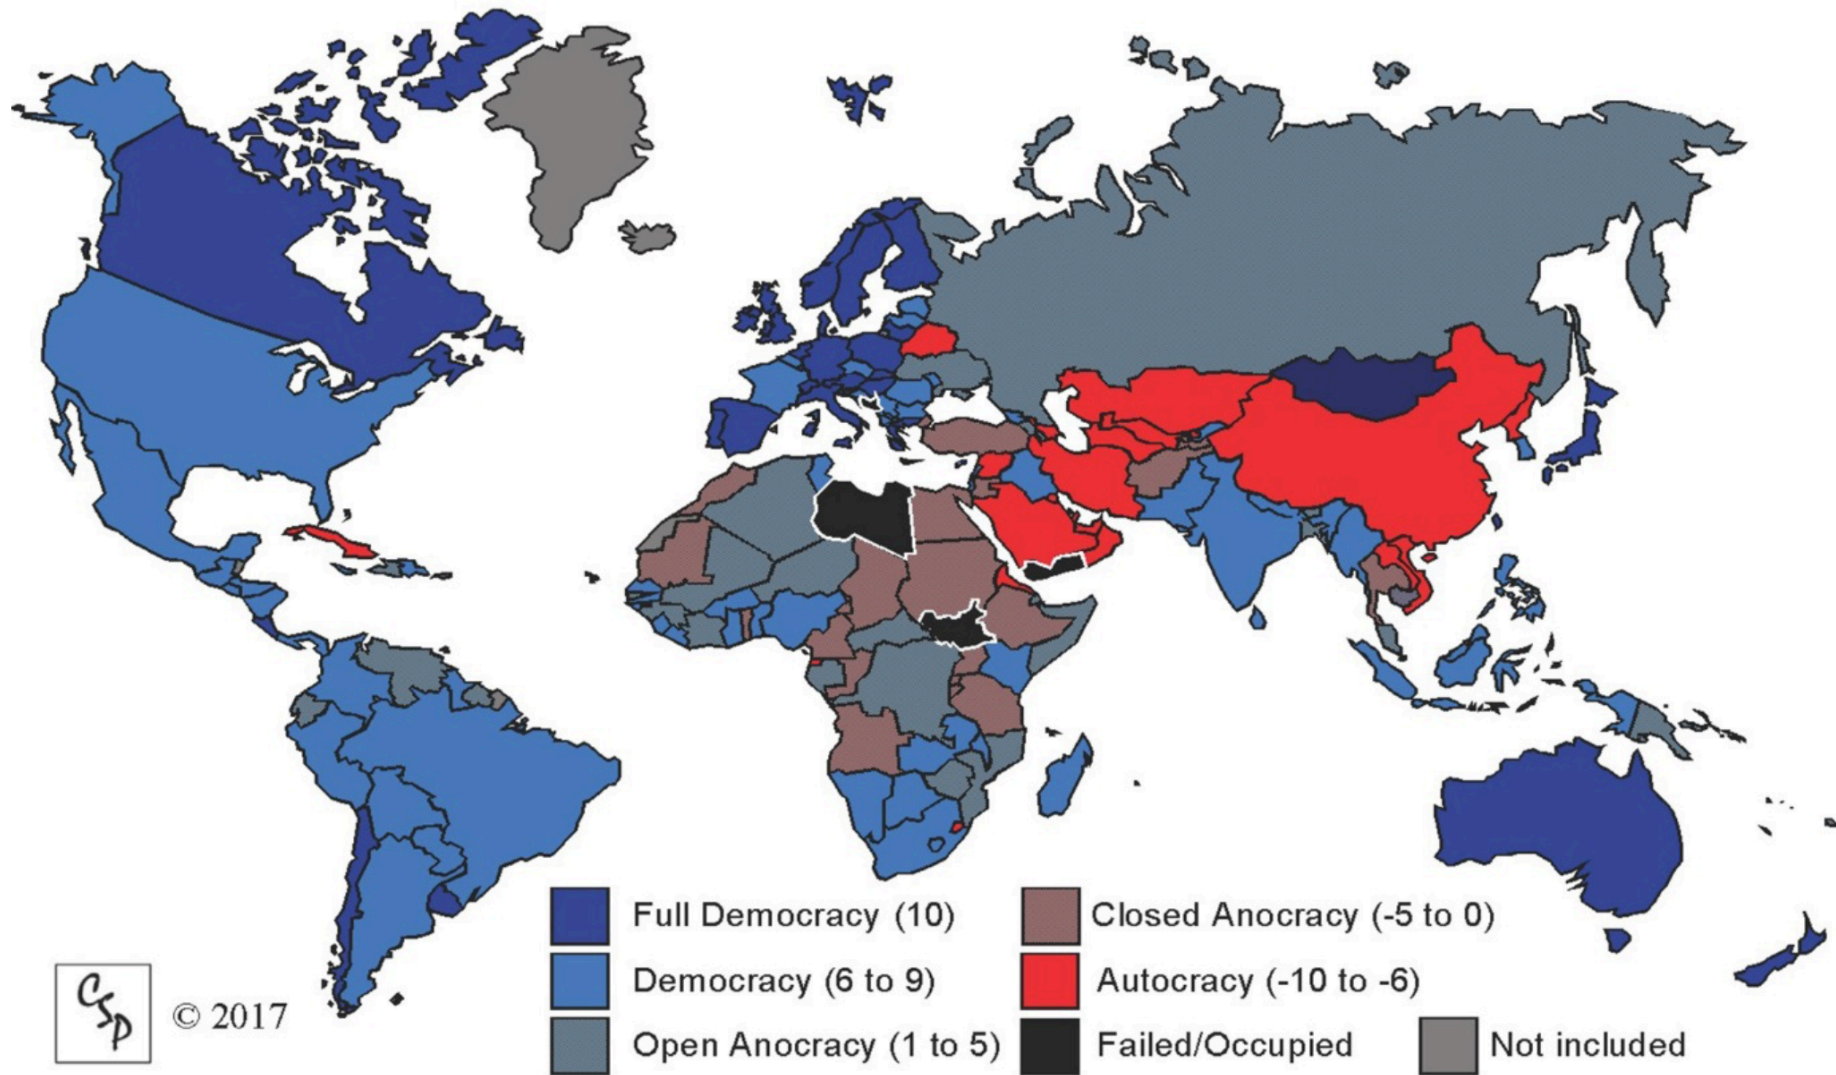 Full Democracy (10)
Democracy (6 to 9)
Open Anocracy (1 to 5)
Closed Anocracy (-5 to 0)
Autocracy (-10 to -6)
Failed/Occupied
Not included
CSP
© 2017